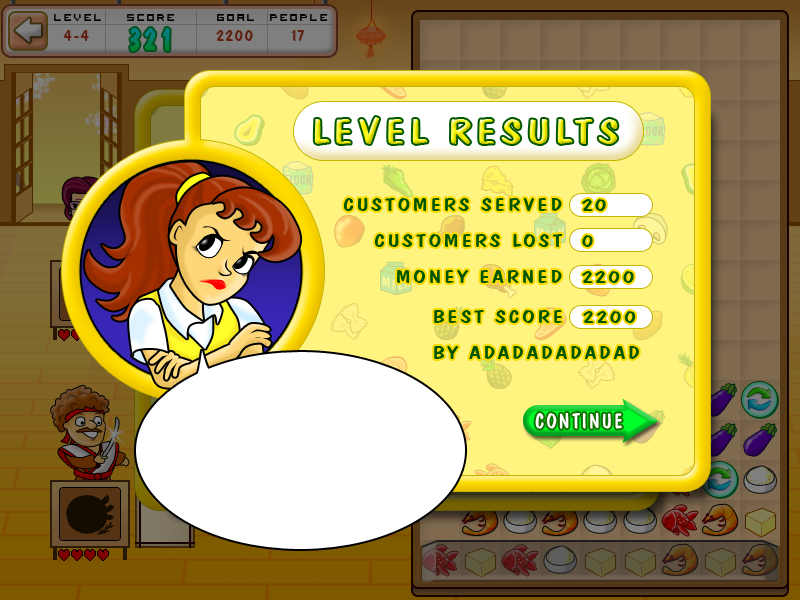 LEVEL SCORE GOAL PEOPLE
4-4 321 2200 17
LEVEL RESULTS
CUSTOMERS SERVED 20
CUSTOMERS LOST 0
MONEY EARNED 2200
BEST SCORE 2200
BY ADADADADADAD
CONTINUE